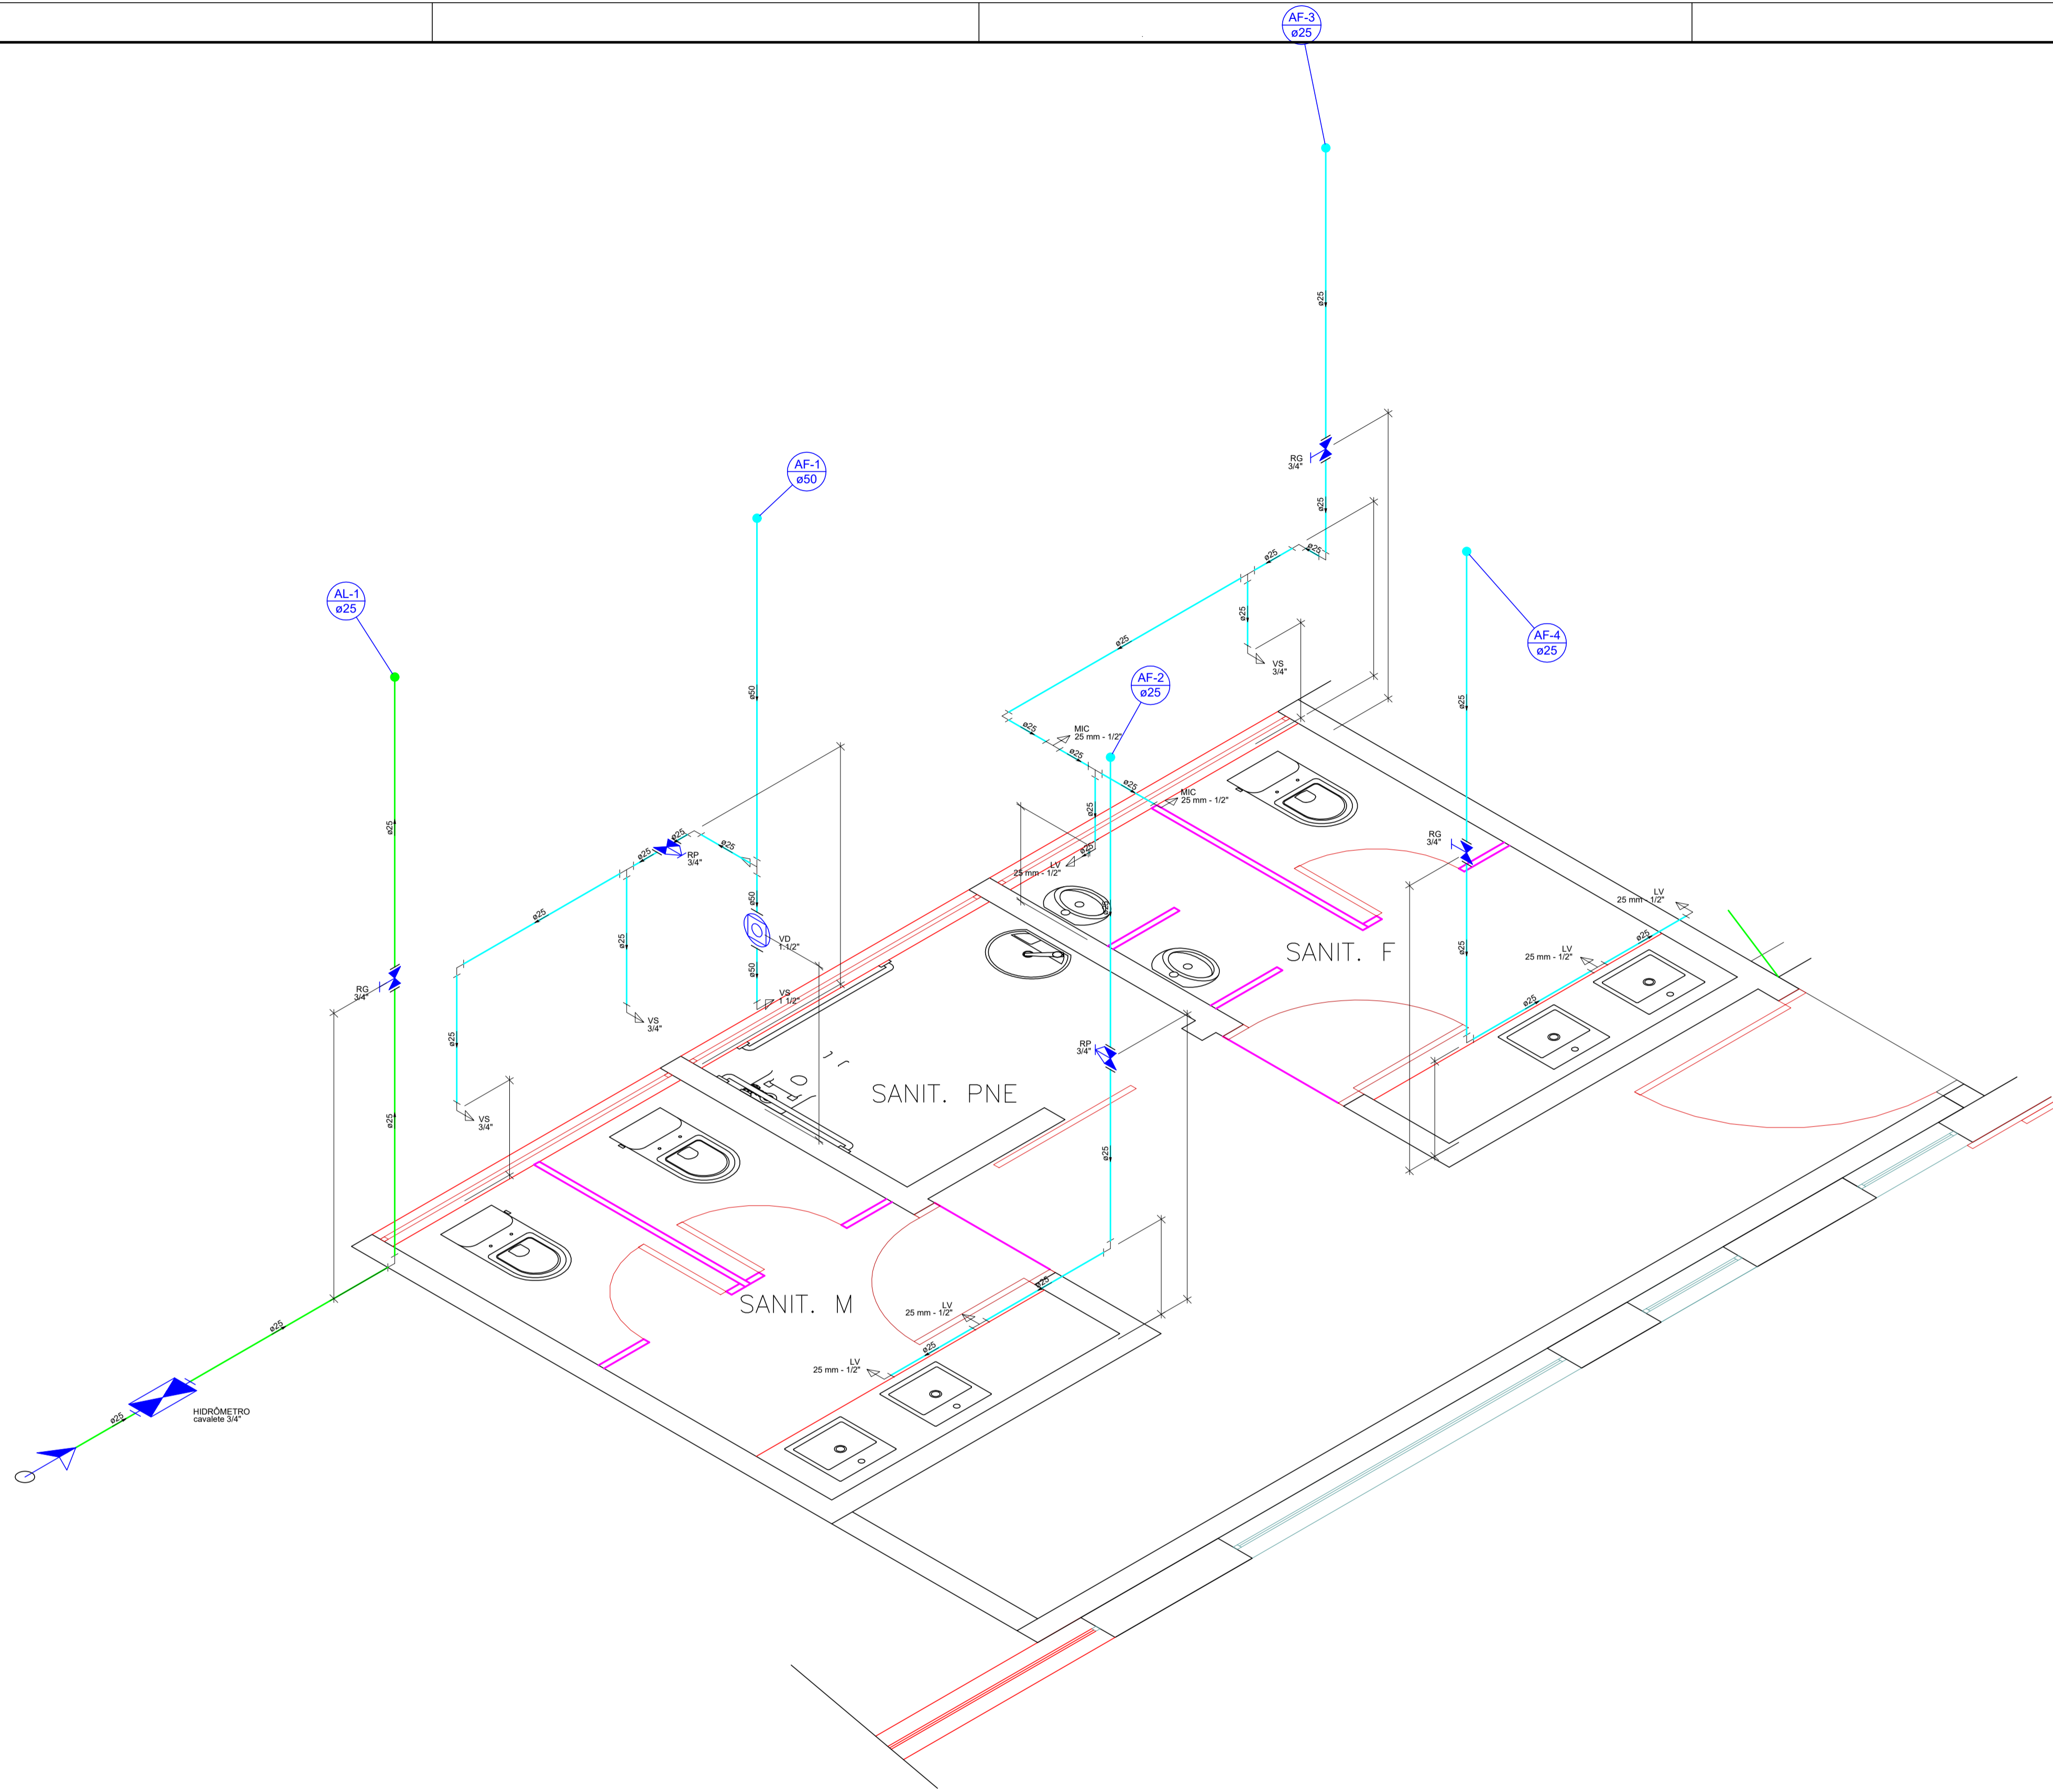 AF-3
ø25
ø25
RG
3/4"
ø25
ø25
ø25
ø25
VS
3/4"
ø25
ø25
MIC
25 mm - 1/2"
ø25
ø25
MIC
25 mm - 1/2"
ø25
ø25
LV
25 mm - 1/2"
AF-1
ø50
ø50
ø25
ø25
ø25
RP
3/4"
ø50
VD
1.1/2"
ø50
VS
1 1/2"
ø25
ø25
VS
3/4"
ø25
VS
3/4"
AL-1
ø25
ø25
RG
3/4"
ø25
ø25
HIDRÔMETRO
cavalete 3/4"
ø25
AF-2
ø25
ø25
RP
3/4"
ø25
ø25
LV
25 mm - 1/2"
ø25
LV
25 mm - 1/2"
AF-4
ø25
ø25
RG
3/4"
ø25
LV
25 mm - 1/2"
ø25
LV
25 mm - 1/2"
ø25
SANIT. F
SANIT. PNE
SANIT. M